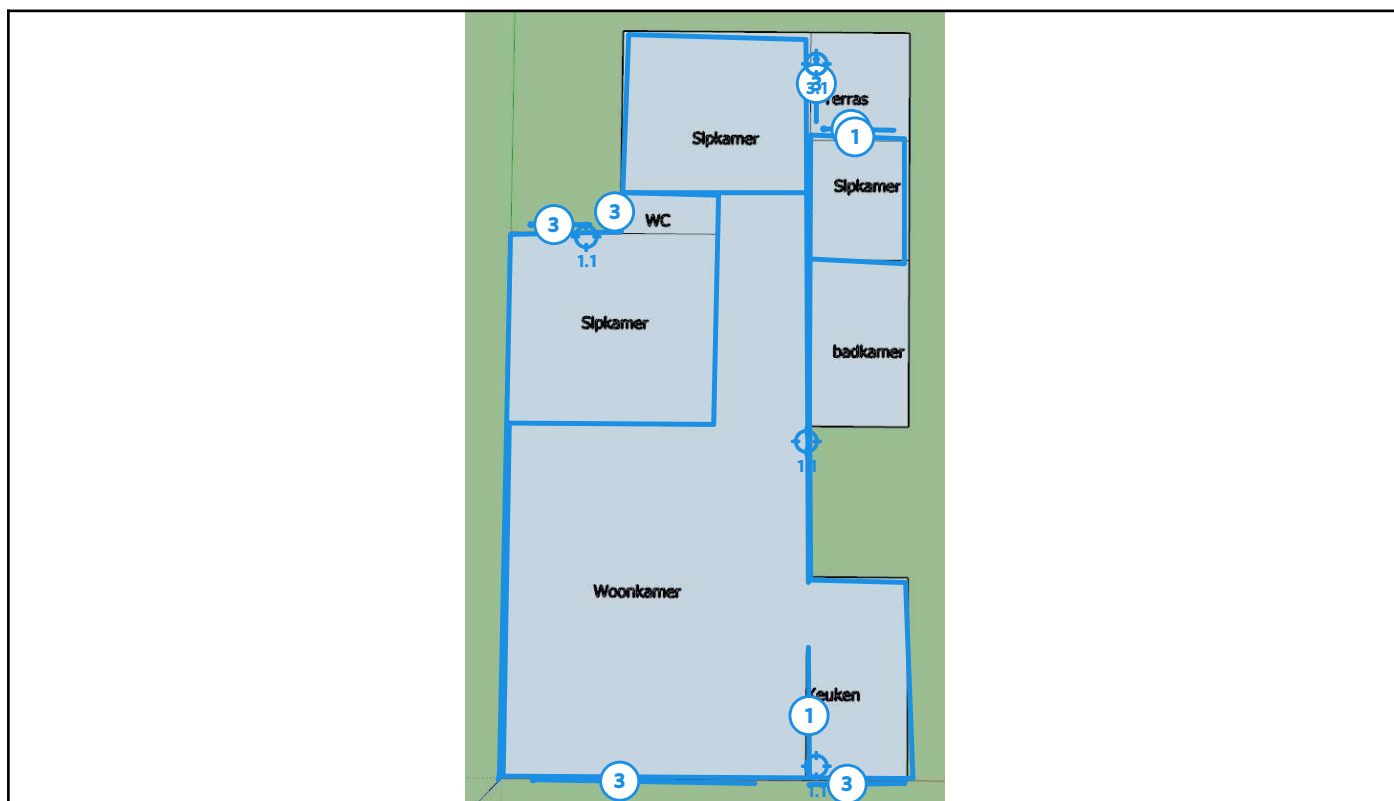 3.1
Terras
Slpkamer
1
Slpkamer
3
3
WC
1.1
Slpkamer
badkamer
1.1
Woonkamer
Keuken
1
3
1.1
3